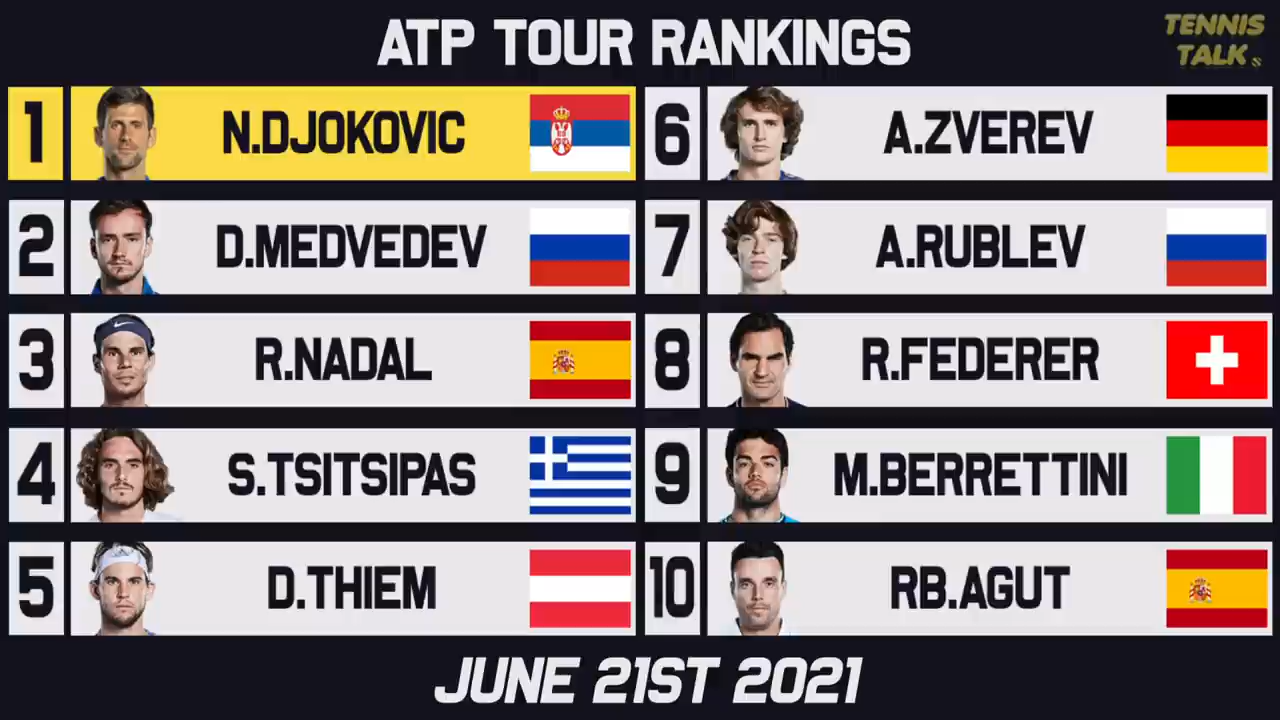 ATP TOUR RANKINGS
TENNIS
TALK
1 N.DJOKOVIC
2 D.MEDVEDEV
3 R.NADAL
4 S.TSITSIPAS
5 D.THIEM
6 A.ZVEREV
7 A.RUBLEV
8 R.FEDERER
9 M.BERRETTINI
10 RB.AGUT
JUNE 21ST 2021